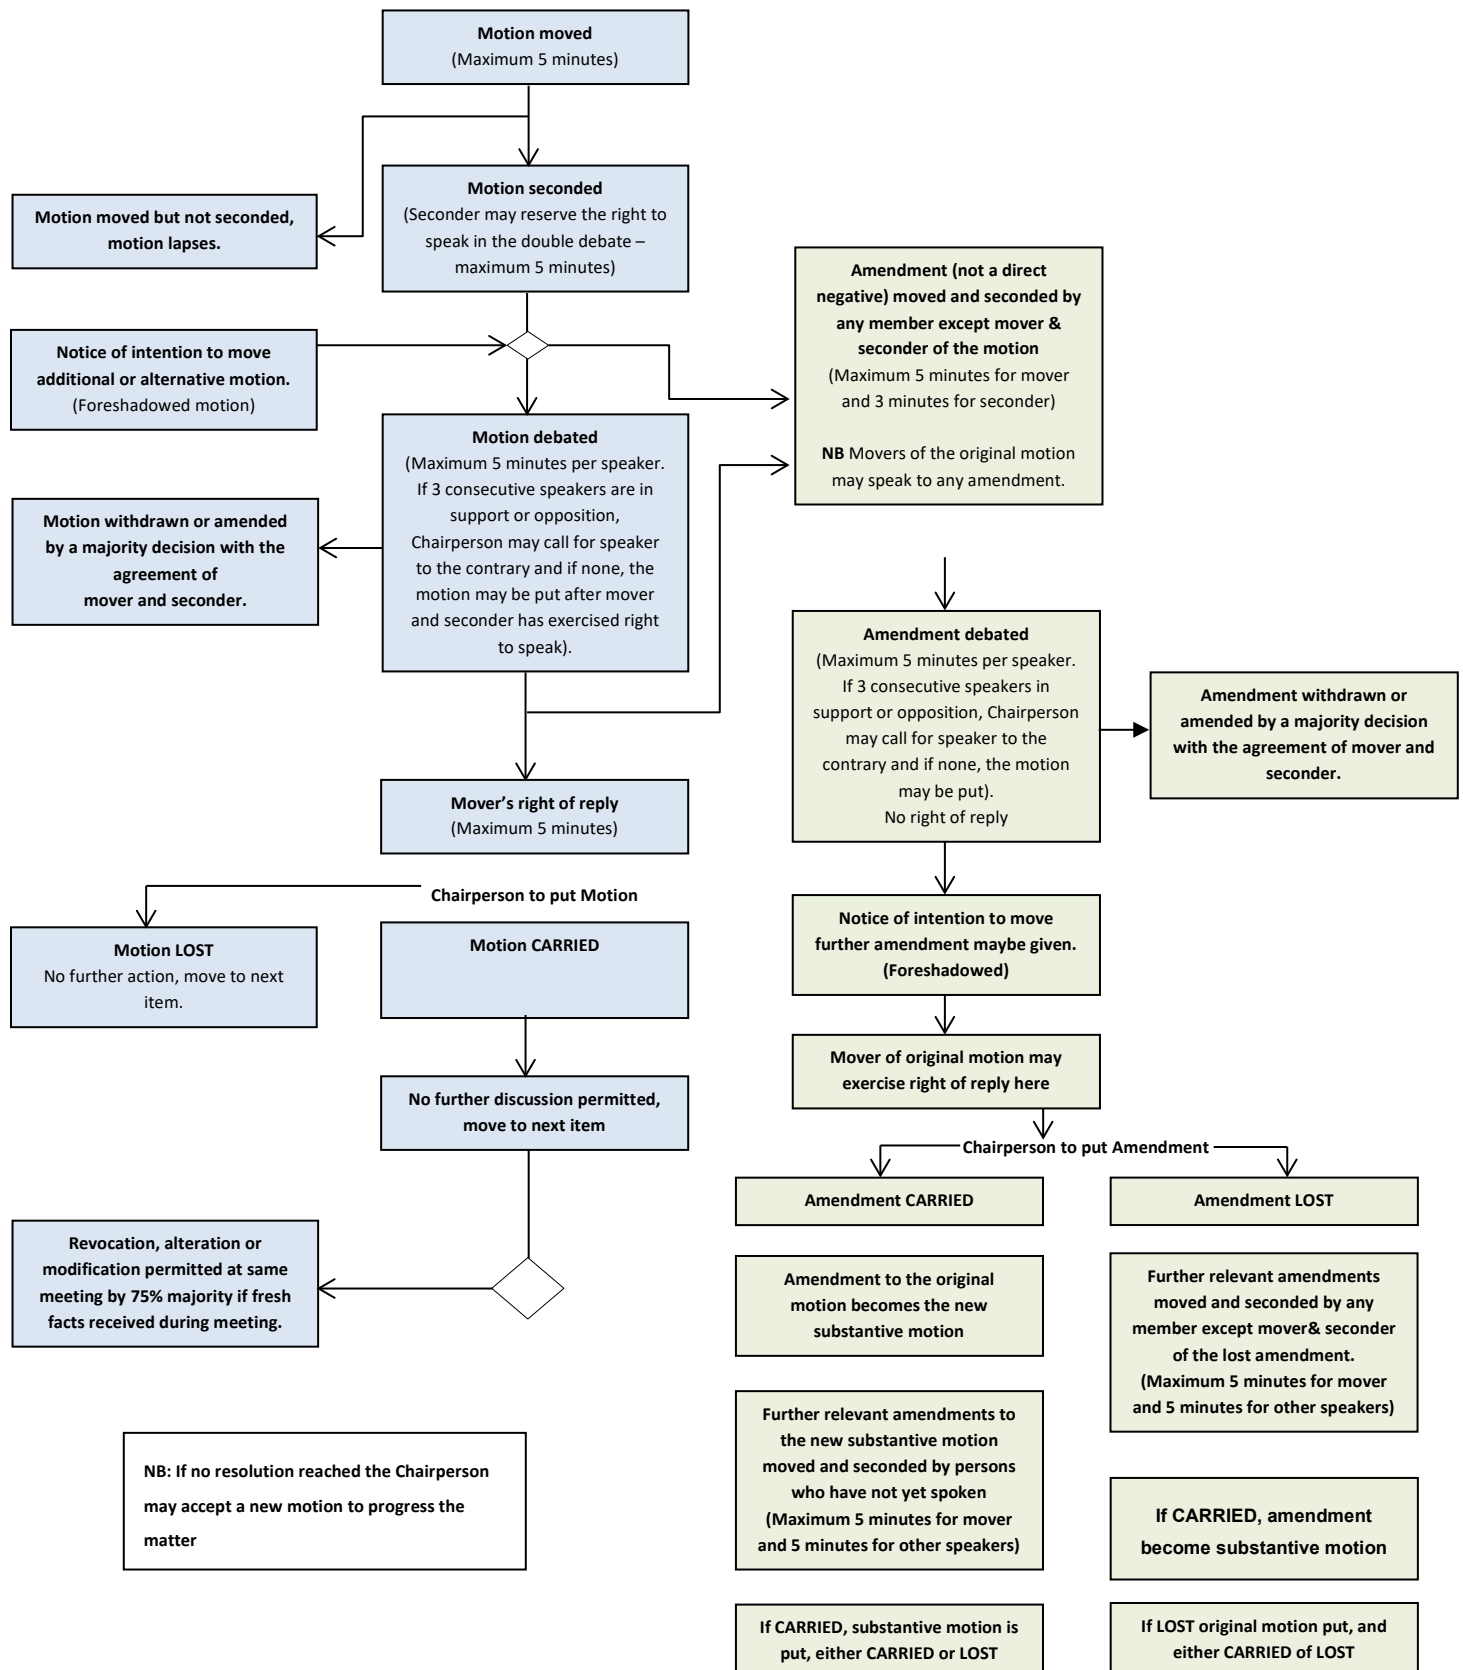 Motion moved
(Maximum 5 minutes)
Motion seconded
(Seconder may reserve the right to
speak in the double debate –
maximum 5 minutes)
Motion moved but not seconded,
motion lapses.
Amendment (not a direct
negative) moved and seconded by
any member except mover &
seconder of the motion
(Maximum 5 minutes for mover
and 3 minutes for seconder)
NB Movers of the original motion
may speak to any amendment.
Notice of intention to move
additional or alternative motion.
(Foreshadowed motion)
Motion debated
(Maximum 5 minutes per speaker.
If 3 consecutive speakers are in
support or opposition,
Chairperson may call for speaker
to the contrary and if none, the
motion may be put after mover
and seconder has exercised right
to speak).
Motion withdrawn or amended
by a majority decision with the
agreement of
mover and seconder.
Amendment debated
(Maximum 5 minutes per speaker.
If 3 consecutive speakers in
support or opposition, Chairperson
may call for speaker to the
contrary and if none, the motion
may be put).
No right of reply
Amendment withdrawn or
amended by a majority decision
with the agreement of mover and
seconder.
Mover’s right of reply
(Maximum 5 minutes)
Chairperson to put Motion
Motion LOST
No further action, move to next
item.
Motion CARRIED
Notice of intention to move
further amendment maybe given.
(Foreshadowed)
Mover of original motion may
exercise right of reply here
No further discussion permitted,
move to next item
Chairperson to put Amendment
Amendment CARRIED
Amendment LOST
Revocation, alteration or
modification permitted at same
meeting by 75% majority if fresh
facts received during meeting.
Amendment to the original
motion becomes the new
substantive motion
Further relevant amendments
moved and seconded by any
member except mover& seconder
of the lost amendment.
(Maximum 5 minutes for mover
and 5 minutes for other speakers)
Further relevant amendments to
the new substantive motion
moved and seconded by persons
who have not yet spoken
(Maximum 5 minutes for mover
and 5 minutes for other speakers)
NB: If no resolution reached the Chairperson
may accept a new motion to progress the
matter
If CARRIED, amendment
become substantive motion
If CARRIED, substantive motion is
put, either CARRIED or LOST
If LOST original motion put, and
either CARRIED of LOST